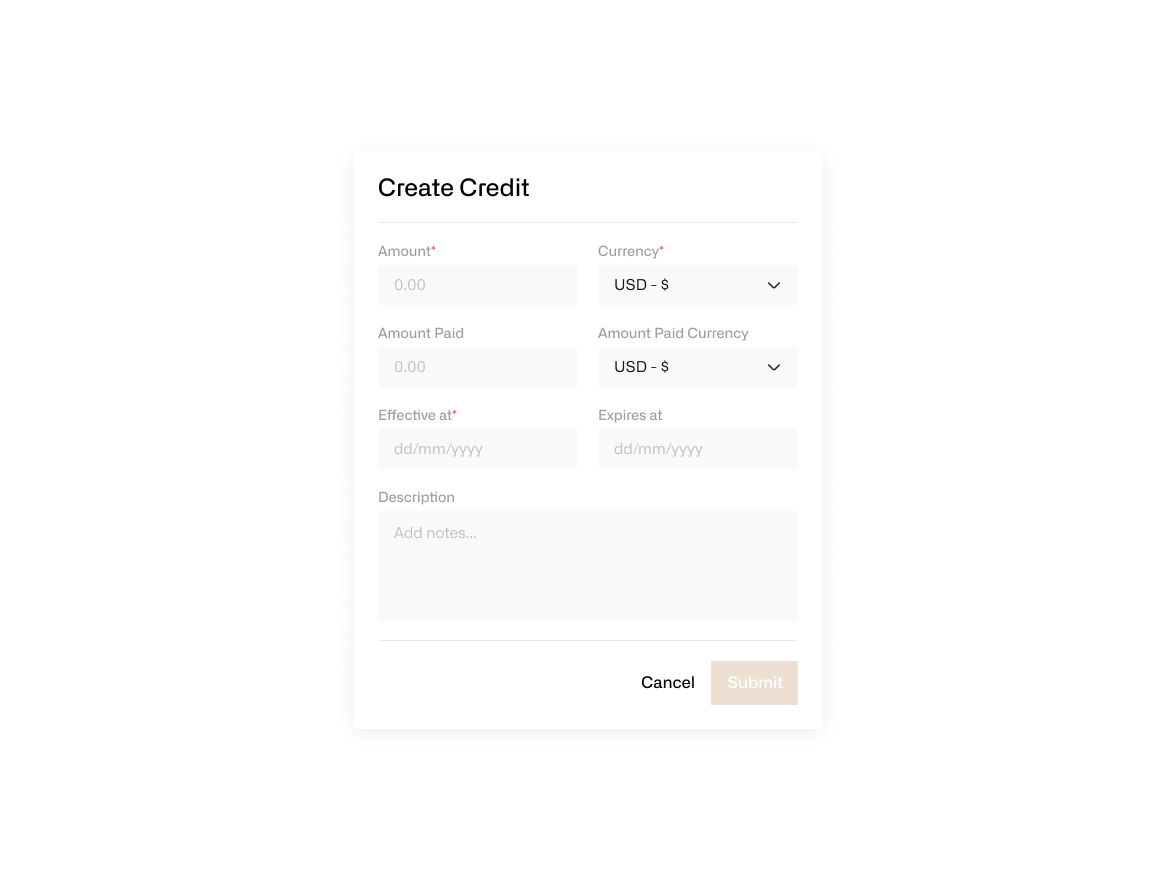 Create Credit
Amount* Currency*
0.00 USD - $
Amount Paid Amount Paid Currency
0.00 USD - $
Effective at* Expires at
dd/mm/yyyy dd/mm/yyyy
Description
Add notes...
Cancel Submit